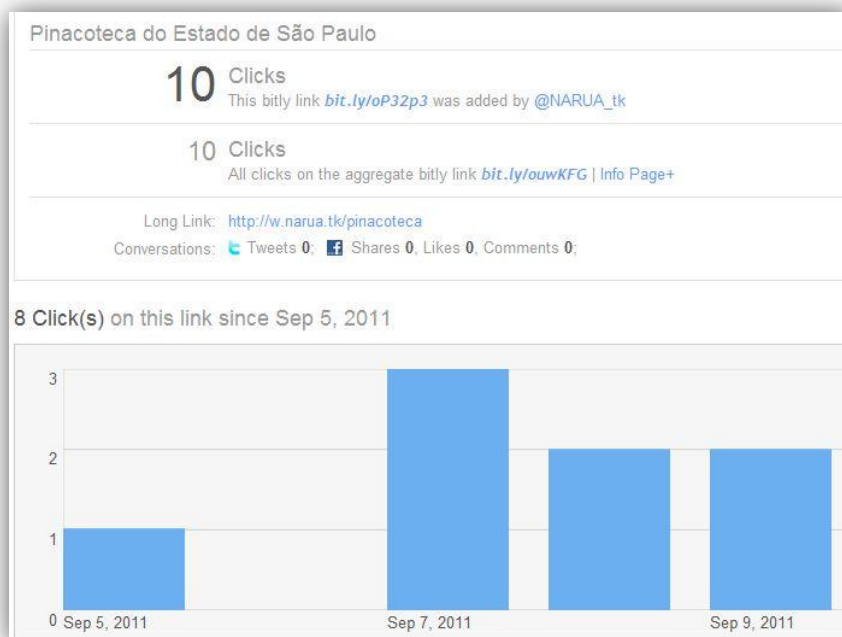 Pinacoteca do Estado de São Paulo
10 Clicks
This bitly link bit.ly/oP32p3 was added by @NARUA_tk
10 Clicks
All clicks on the aggregate bitly link bit.ly/ouwKFG | Info Page+
Long Link: http://w.narua.tk/pinacoteca
Conversations: t Tweets 0; f Shares 0, Likes 0, Comments 0;
8 Click(s) on this link since Sep 5, 2011
3
2
1
0
Sep 5, 2011 Sep 7, 2011 Sep 9, 2011